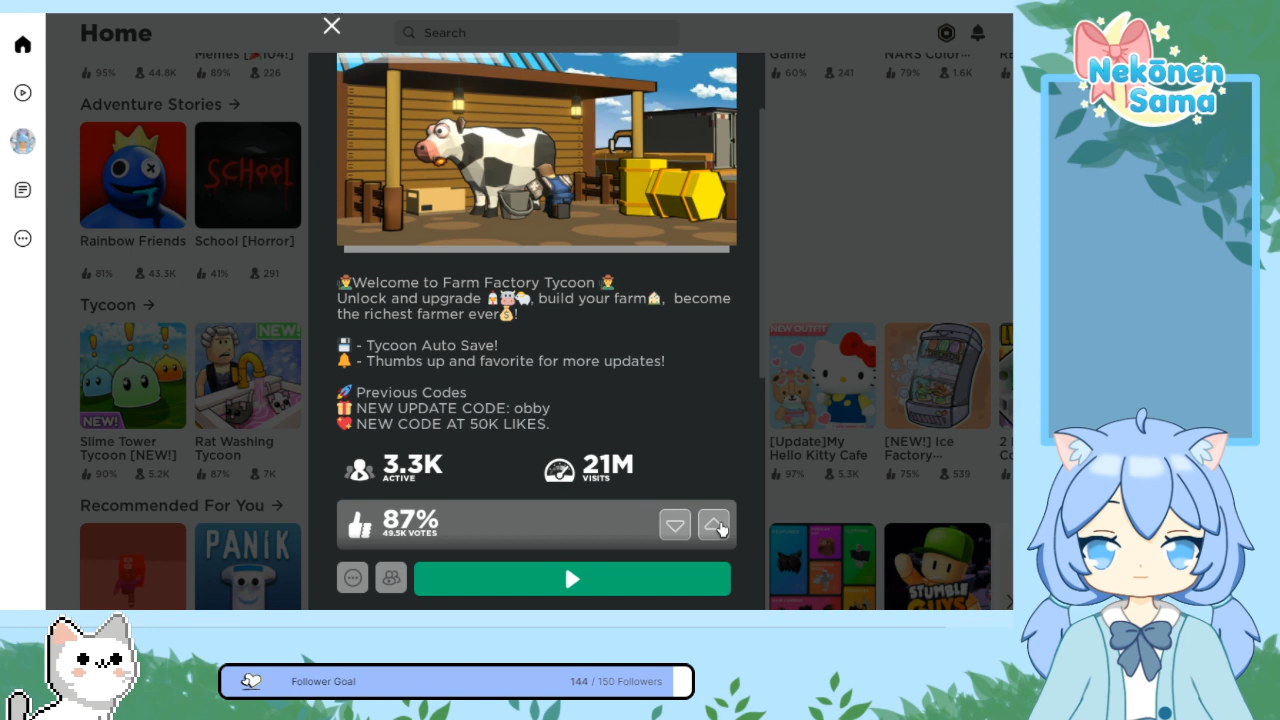 Home
Search
Memes [🎉104!]
Game
NARS Color···
95%
44.8K
89%
226
60%
241
79%
1.6K
Adventure Stories →
SCHOOL
Rainbow Friends
School [Horror]
81%
43.3K
41%
291
Tycoon →
NEW!
NEW!
Slime Tower
Tycoon [NEW!]
Rat Washing
Tycoon
90%
5.2K
87%
7K
Recommended For You →
PANIK
Welcome to Farm Factory Tycoon
Unlock and upgrade , build your farm, become
the richest farmer ever!
- Tycoon Auto Save!
- Thumbs up and favorite for more updates!
Previous Codes
NEW UPDATE CODE: obby
NEW CODE AT 50K LIKES.
3.3K
ACTIVE
21M
VISITS
87%
49.5K VOTES
NEW OUTFIT
[Update]My
Hello Kitty Cafe
[NEW!] Ice
Factory···
97%
5.3K
75%
539
STUMBLE
GUYS
Nekōnen
Sama
Follower Goal
144 / 150 Followers